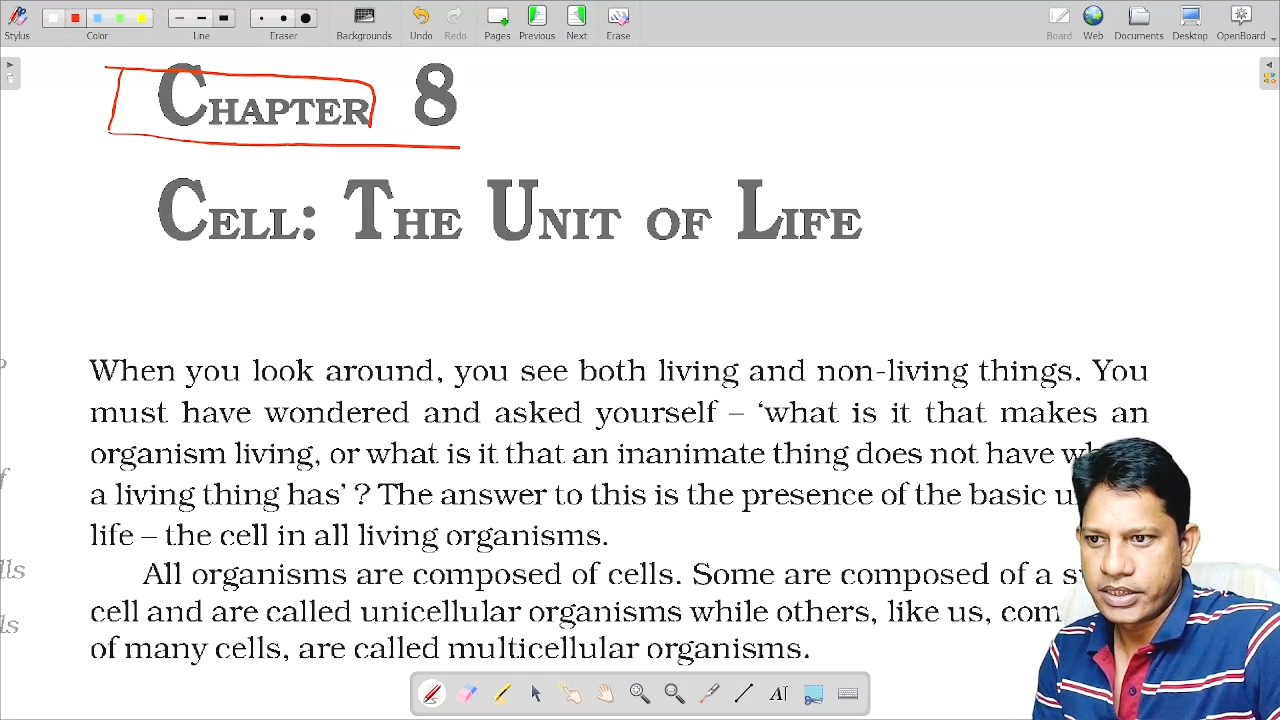 Stylus
Color
Line
Eraser
Backgrounds
Undo
Redo
Pages
Previous
Next
Erase
Board
Web
Documents
Desktop
OpenBoard
CHAPTER 8
CELL: THE UNIT OF LIFE
When you look around, you see both living and non-living things. You
must have wondered and asked yourself – ‘what is it that makes an
organism living, or what is it that an inanimate thing does not have
a living thing has’ ? The answer to this is the presence of the basic
life – the cell in all living organisms.
All organisms are composed of cells. Some are composed of a
cell and are called unicellular organisms while others, like us,
of many cells, are called multicellular organisms.